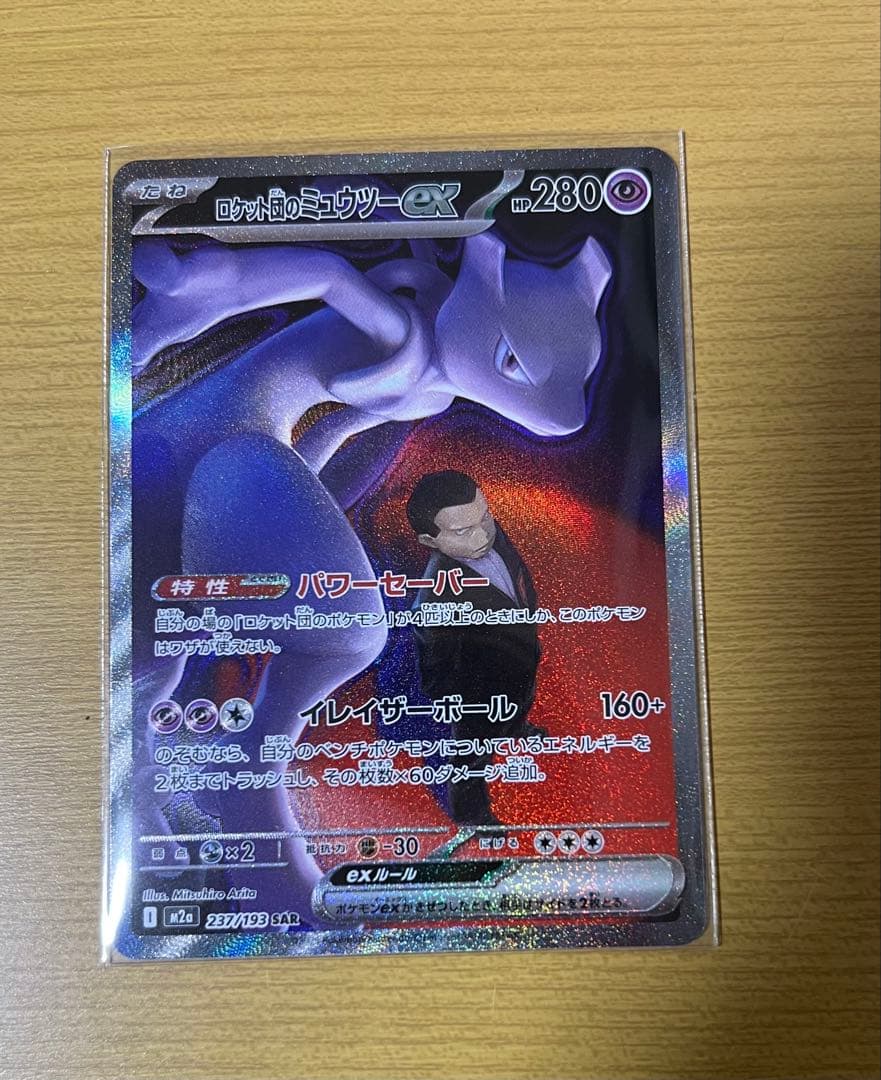 たね
ロケット団のミュウツーex
HP280
特性 パワーセーバー
自分の場の「ロケット団のポケモン」が4匹以上のときにしか、このポケモン
はワザが使えない。
イレイザーボール 160+
のぞむなら、自分のベンチポケモンについているエネルギーを
2枚までトラッシュし、その枚数×60ダメージ追加。
弱点 ×2 抵抗力 -30 にげる
exルール
ポケモンexがきぜつしたとき、相手はサイドを2枚とる。
Illus. Mitsuhiro Arita
I M2a 237/193 SAR